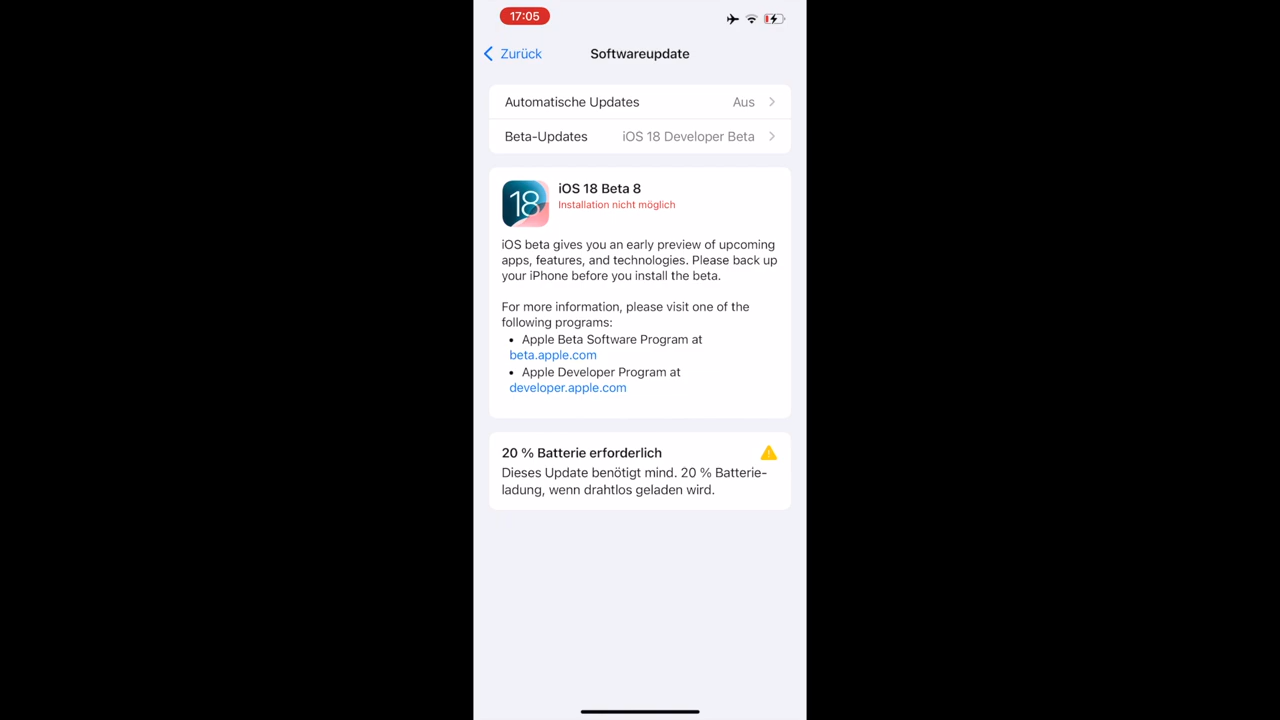 17:05
Zurück
Softwareupdate
Automatische Updates Aus
Beta-Updates iOS 18 Developer Beta
18
iOS 18 Beta 8
Installation nicht möglich
iOS beta gives you an early preview of upcoming
apps, features, and technologies. Please back up
your iPhone before you install the beta.
For more information, please visit one of the
following programs:
• Apple Beta Software Program at
beta.apple.com
• Apple Developer Program at
developer.apple.com
20 % Batterie erforderlich
Dieses Update benötigt mind. 20 % Batterie-
ladung, wenn drahtlos geladen wird.